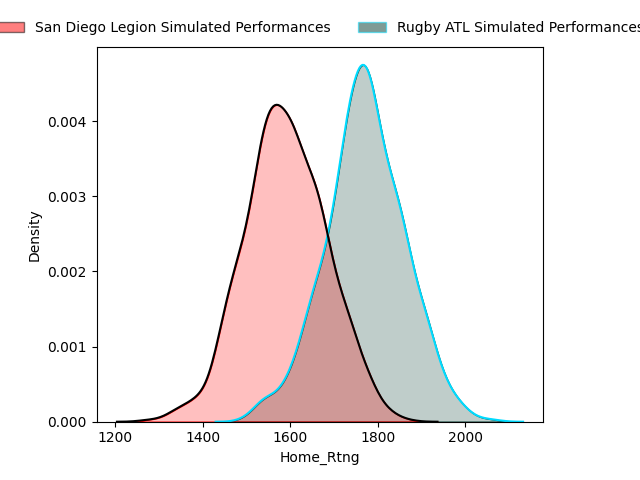 San Diego Legion Simulated Performances Rugby ATL Simulated Performances
0.004
0.003
0.002
0.001
0.000
Density
1200 1400 1600 1800 2000
Home_Rtng